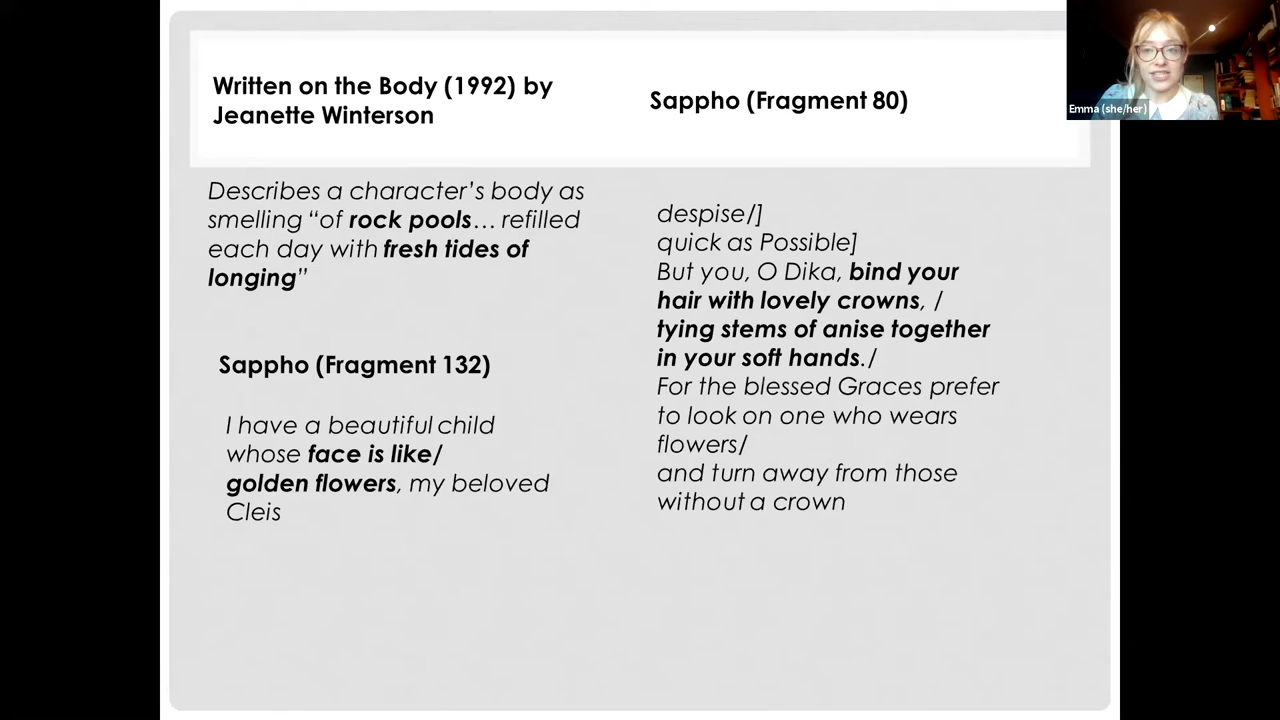 Written on the Body (1992) by
Jeanette Winterson
Describes a character's body as
smelling “of rock pools… refilled
each day with fresh tides of
longing”
Sappho (Fragment 132)
I have a beautiful child
whose face is like/
golden flowers, my beloved
Cleis
Sappho (Fragment 80)
despise/]
quick as Possible]
But you, O Dika, bind your
hair with lovely crowns, /
tying stems of anise together
in your soft hands./
For the blessed Graces prefer
to look on one who wears
flowers/
and turn away from those
without a crown
Emma (she/her)